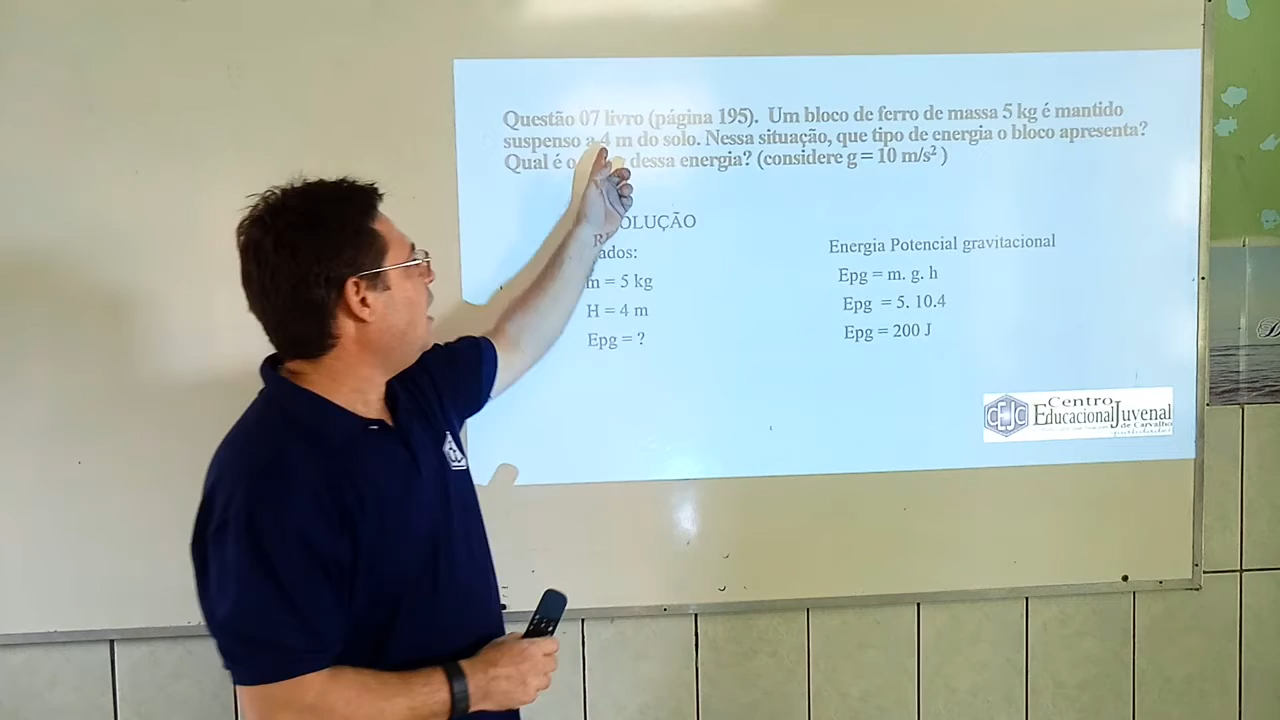 Questão 07 livro (página 195). Um bloco de ferro de massa 5 kg é mantido
suspenso a 4 m do solo. Nessa situação, que tipo de energia o bloco apresenta?
Qual é o dessa energia? (considere g = 10 m/s² )
OLUÇÃO
ados:
m = 5 kg
H = 4 m
Epg = ?
Energia Potencial gravitacional
Epg = m. g. h
Epg = 5. 10.4
Epg = 200 J
CEJC
Centro
Educacional Juvenal
de Carvalho